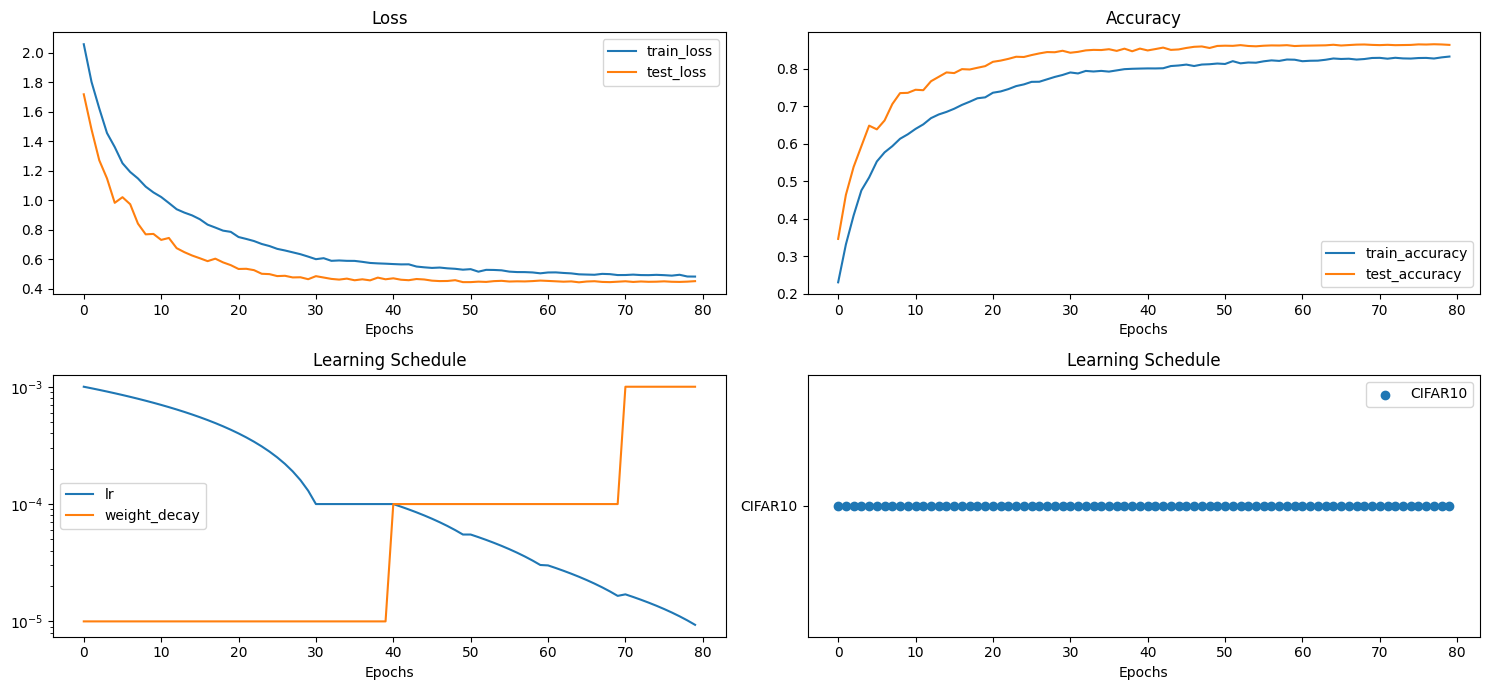 Loss
2.0
1.8
1.6
1.4
1.2
1.0
0.8
0.6
0.4
train_loss
test_loss
0 10 20 30 40 50 60 70 80
Epochs
Accuracy
0.8
0.7
0.6
0.5
0.4
0.3
0.2
train_accuracy
test_accuracy
0 10 20 30 40 50 60 70 80
Epochs
Learning Schedule
10⁻³
10⁻⁴
10⁻⁵
lr
weight_decay
0 10 20 30 40 50 60 70 80
Epochs
Learning Schedule
CIFAR10
CIFAR10
0 10 20 30 40 50 60 70 80
Epochs